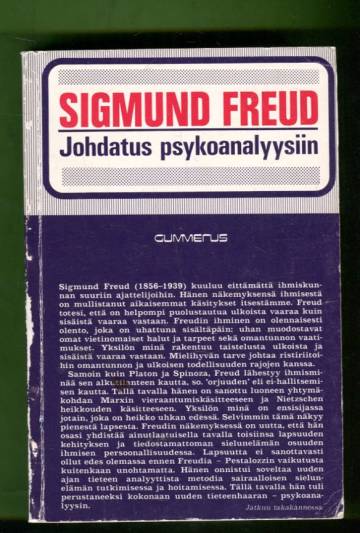 SIGMUND FREUD
Johdatus psykoanalyysiin
GUMMERUS
Sigmund Freud (1856–1939) kuuluu eittämättä ihmiskun-
nan suuriin ajattelijoihin. Hänen näkemyksensä ihmisestä
on mullistanut aikaisemmat käsitykset itsestämme. Freud
totesi, että on helpompi puolustautua ulkoista vaaraa kuin
sisäistä vaaraa vastaan. Freudin ihminen on olennaisesti
olento, joka on uhattuna sisältäpäin: uhan muodostavat
omat vietinomaiset halut ja tarpeet sekä omantunnon vaati-
mukset. Yksilön minä rakentuu taistelusta ulkoista ja
sisäistä vaaraa vastaan. Mielihyvän tarve johtaa ristiriitoi-
hin omantunnon ja ulkoisen todellisuuden rajojen kanssa.
Samoin kuin Platon ja Spinoza, Freud lähestyy ihmismi-
nää sen alkutilanteen kautta, so. 'orjuuden' eli ei-hallitsemi-
sen kautta. Tällä tavalla hänen on sanottu luoneen yhtymä-
kohdan Marxin vieraantumiskäsitteeseen ja Nietzschen
heikkouden käsitteeseen. Yksilön minä on ensisijassa
jotain, joka on heikko uhkan edessä. Selvimmin tämä näkyy
pienestä lapsesta. Freudin näkemyksessä on uutta, että hän
osasi yhdistää ainutlaatuisella tavalla toisiinsa lapsuuden
kehityksen ja tiedostamattoman sielunelämän osuuden
ihmisen persoonallisuudessa. Lapsuutta ei sanottavasti
ollut edes olemassa ennen Freudia – Pestalozzin vaikutusta
kuitenkaan unohtamatta. Hänen onnistui soveltaa uuden
ajan tieteen analyyttista metodia sairaalloisen sielun-
elämän tutkimisessa ja hoitamisessa. Tällä tavalla hän tuli
perustaneeksi kokonaan uuden tieteenhaaran – psykoana-
lyysin.
Jatkuu takakannessa